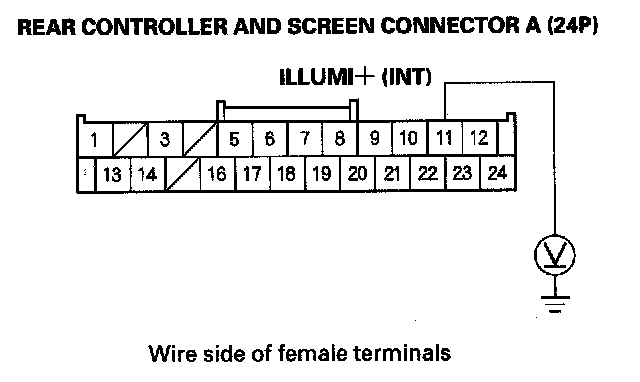 REAR CONTROLLER AND SCREEN CONNECTOR A (24P)
ILLUMI+ (INT)
1 3 5 6 7 8 9 10 11 12
13 14 16 17 18 19 20 21 22 23 24
V
Wire side of female terminals